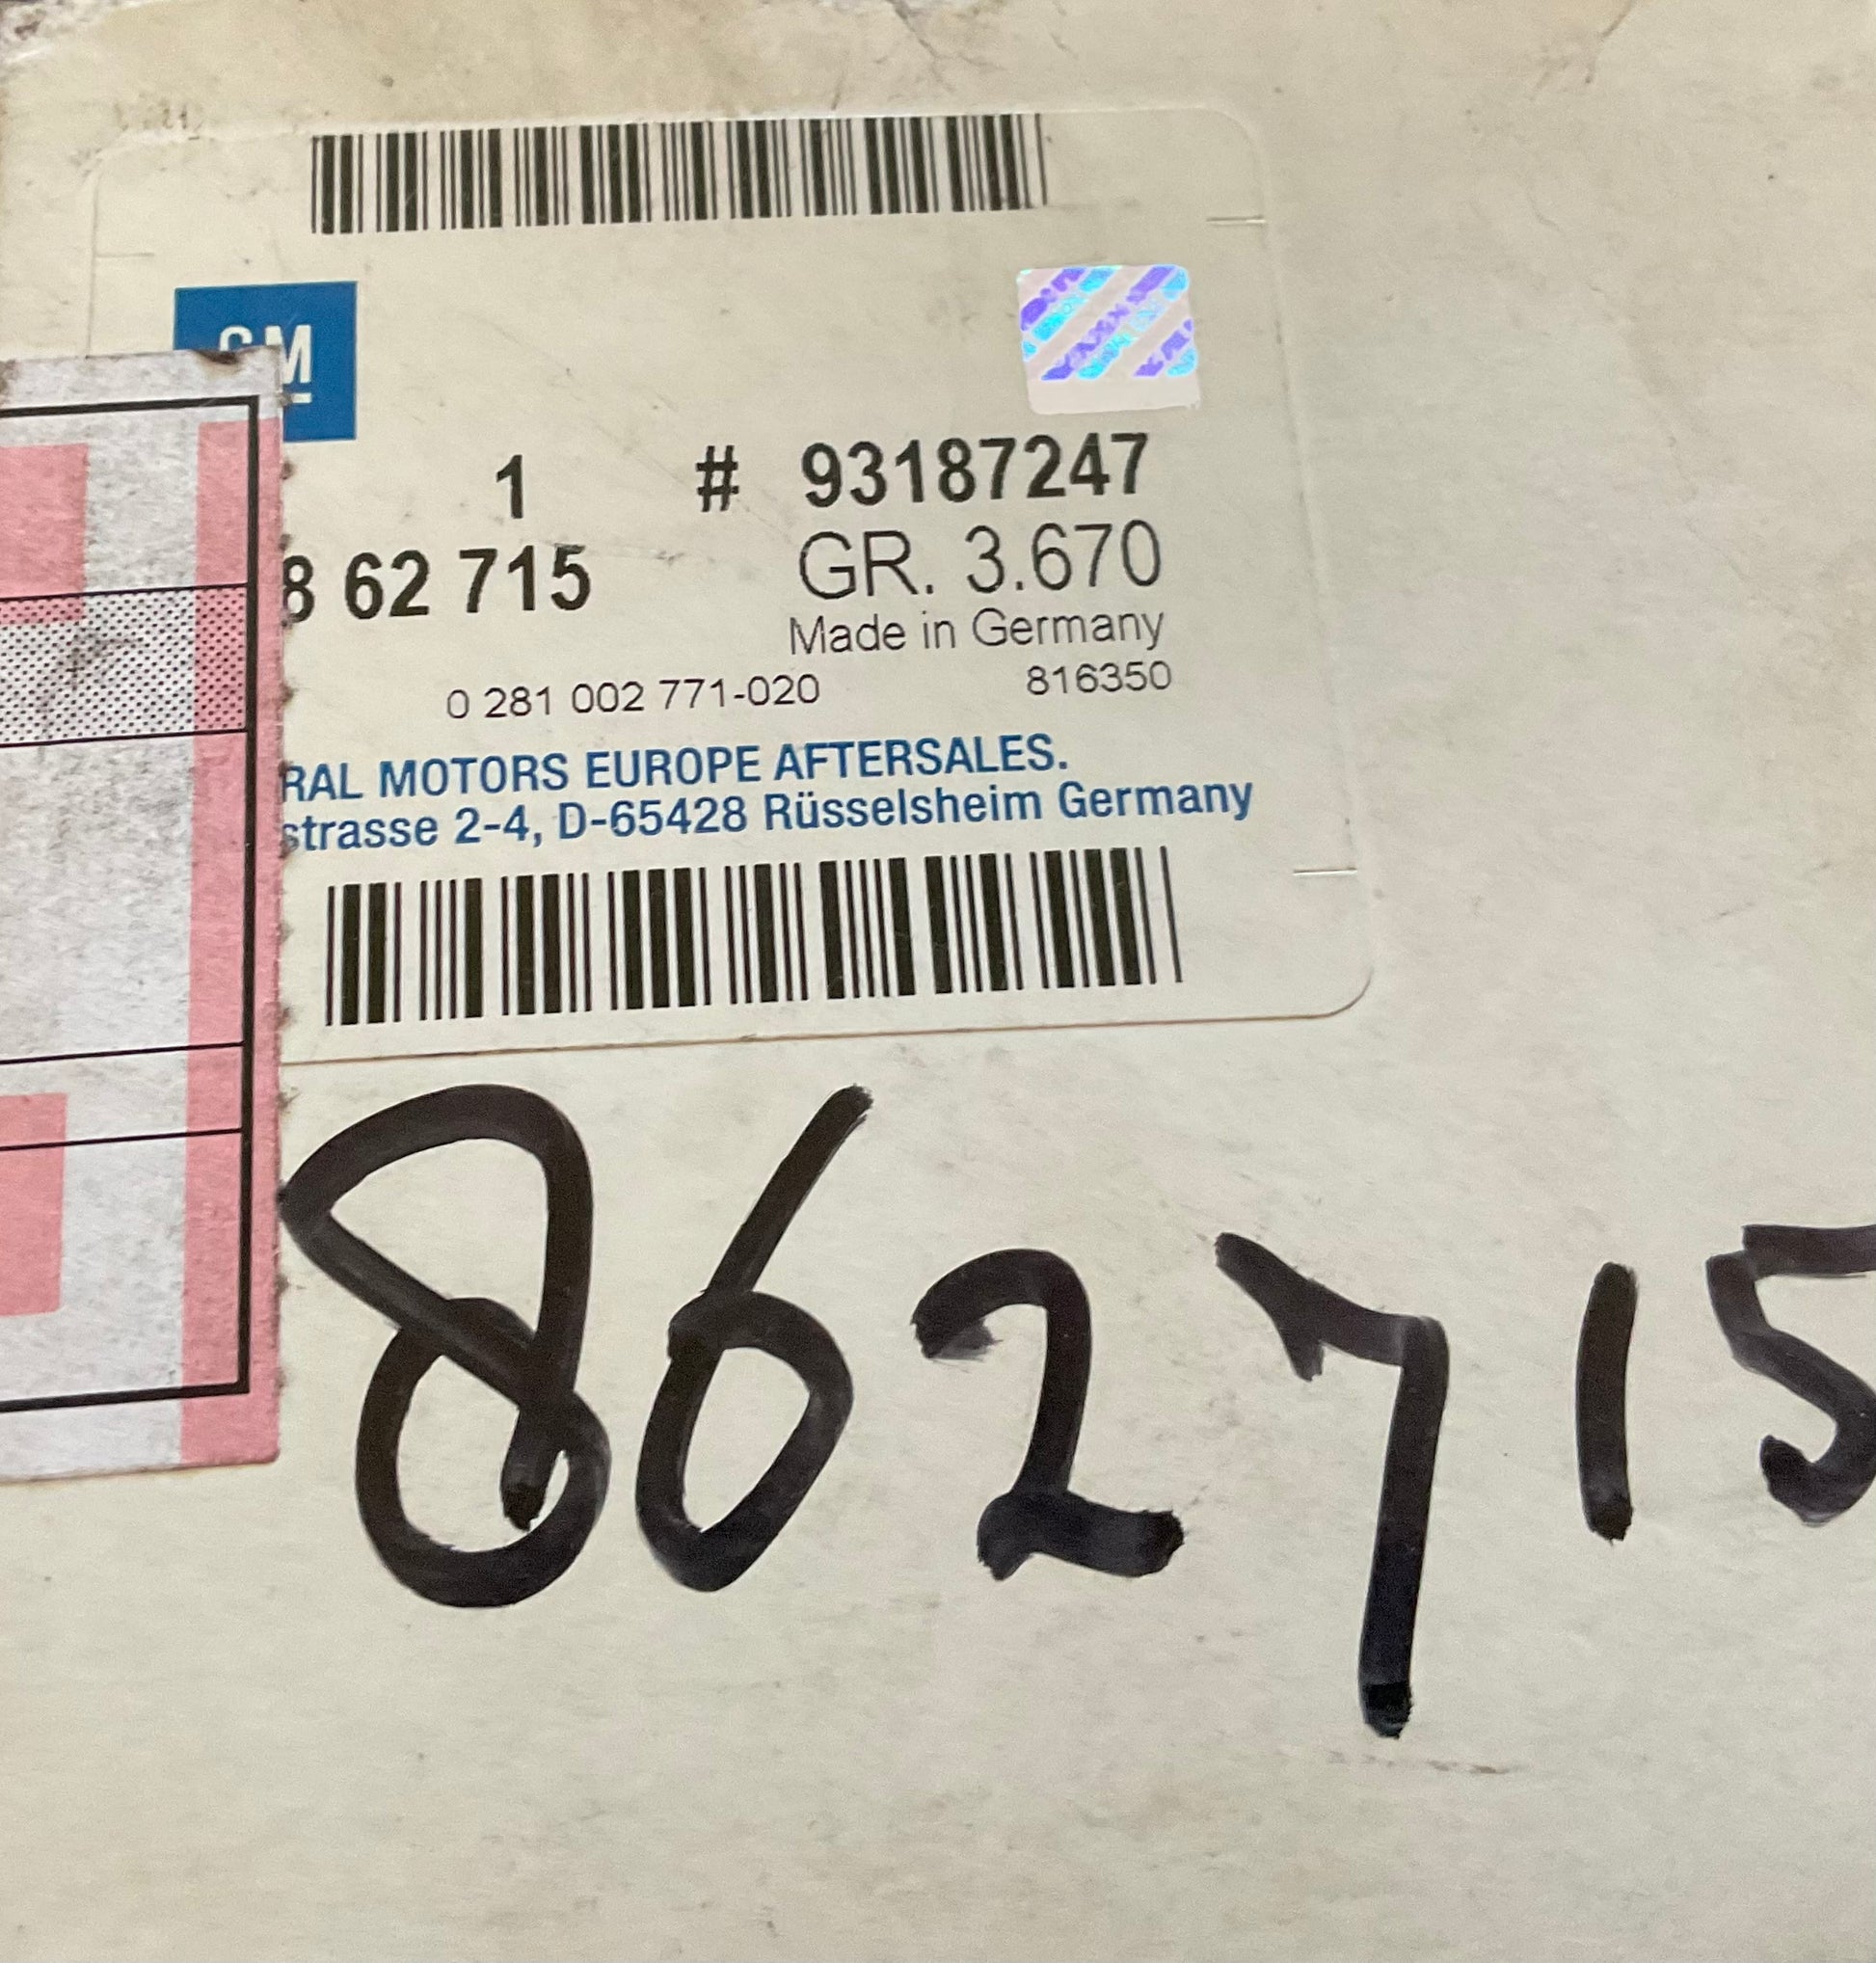 GM
1 # 93187247
8 62 715 GR. 3.670
Made in Germany
0 281 002 771-020 816350
RAL MOTORS EUROPE AFTERSALES.
strasse 2-4, D-65428 Rüsselsheim Germany
862715